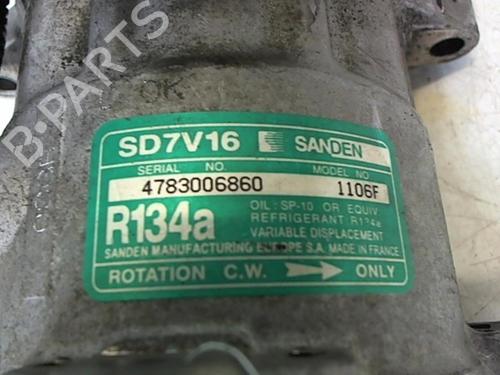 B-PARTS
OK
SD7V16 SANDEN
SERIAL NO. MODEL NO
4783006860 1106F
R134a
OIL: SP-10 OR EQUIV
REFRIGERANT R134a
VARIABLE DISPLACEMENT
SANDEN MANUFACTURING EUROPE S.A. MADE IN FRANCE
ROTATION C.W. ONLY